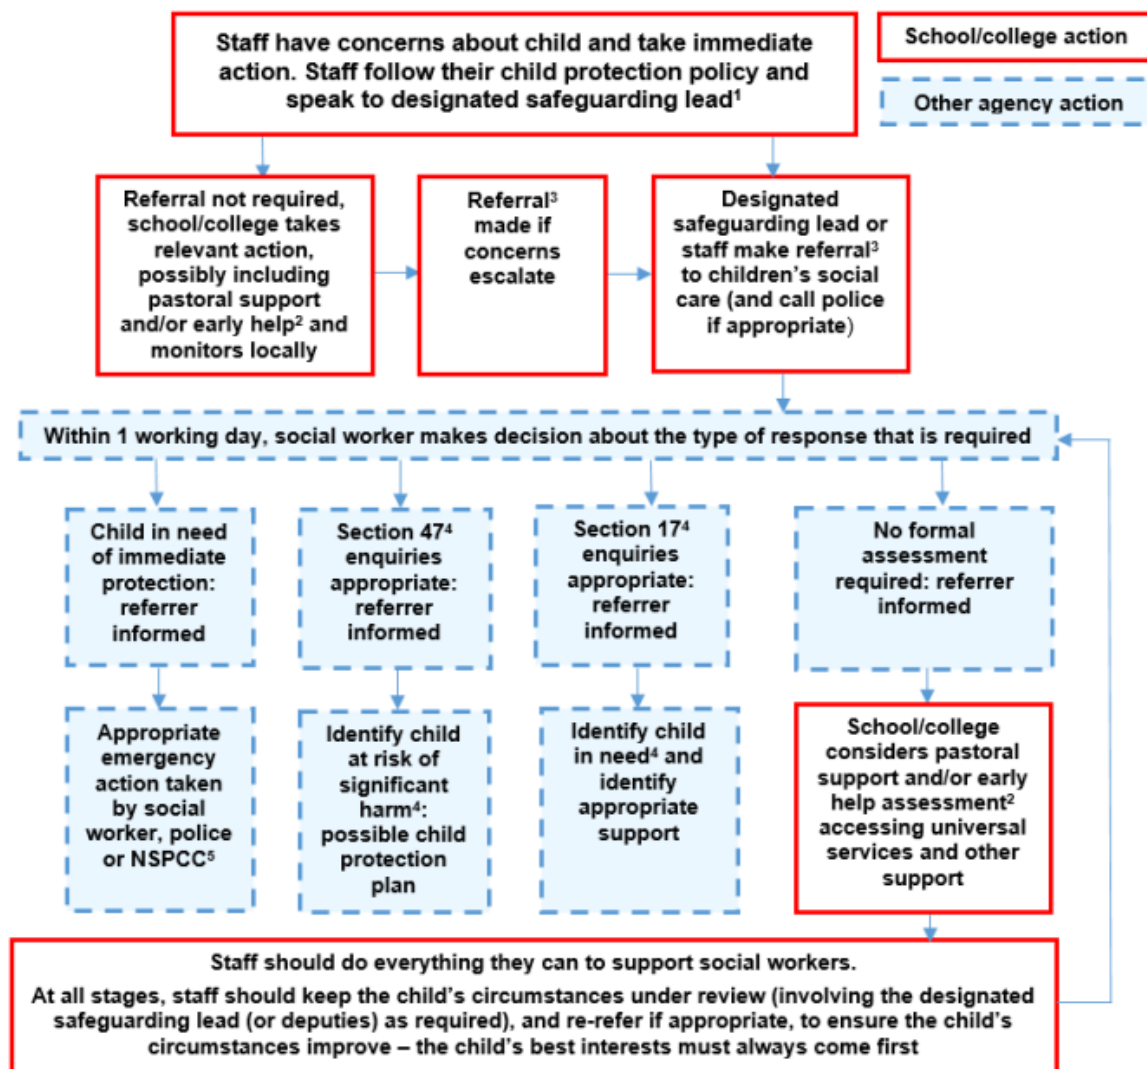 Staff have concerns about child and take immediate
action. Staff follow their child protection policy and
speak to designated safeguarding lead¹
School/college action
Other agency action
Referral not required,
school/college takes
relevant action,
possibly including
pastoral support
and/or early help² and
monitors locally
Referral³
made if
concerns
escalate
Designated
safeguarding lead or
staff make referral³
to children’s social
care (and call police
if appropriate)
Within 1 working day, social worker makes decision about the type of response that is required
Child in need
of immediate
protection:
referrer
informed
Section 47⁴
enquiries
appropriate:
referrer
informed
Section 17⁴
enquiries
appropriate:
referrer
informed
No formal
assessment
required: referrer
informed
Appropriate
emergency
action taken
by social
worker, police
or NSPCC⁵
Identify child
at risk of
significant
harm⁴:
possible child
protection
plan
Identify child
in need⁴ and
identify
appropriate
support
School/college
considers pastoral
support and/or early
help assessment²
accessing universal
services and other
support
Staff should do everything they can to support social workers.
At all stages, staff should keep the child’s circumstances under review (involving the designated
safeguarding lead (or deputies) as required), and re-refer if appropriate, to ensure the child’s
circumstances improve – the child’s best interests must always come first